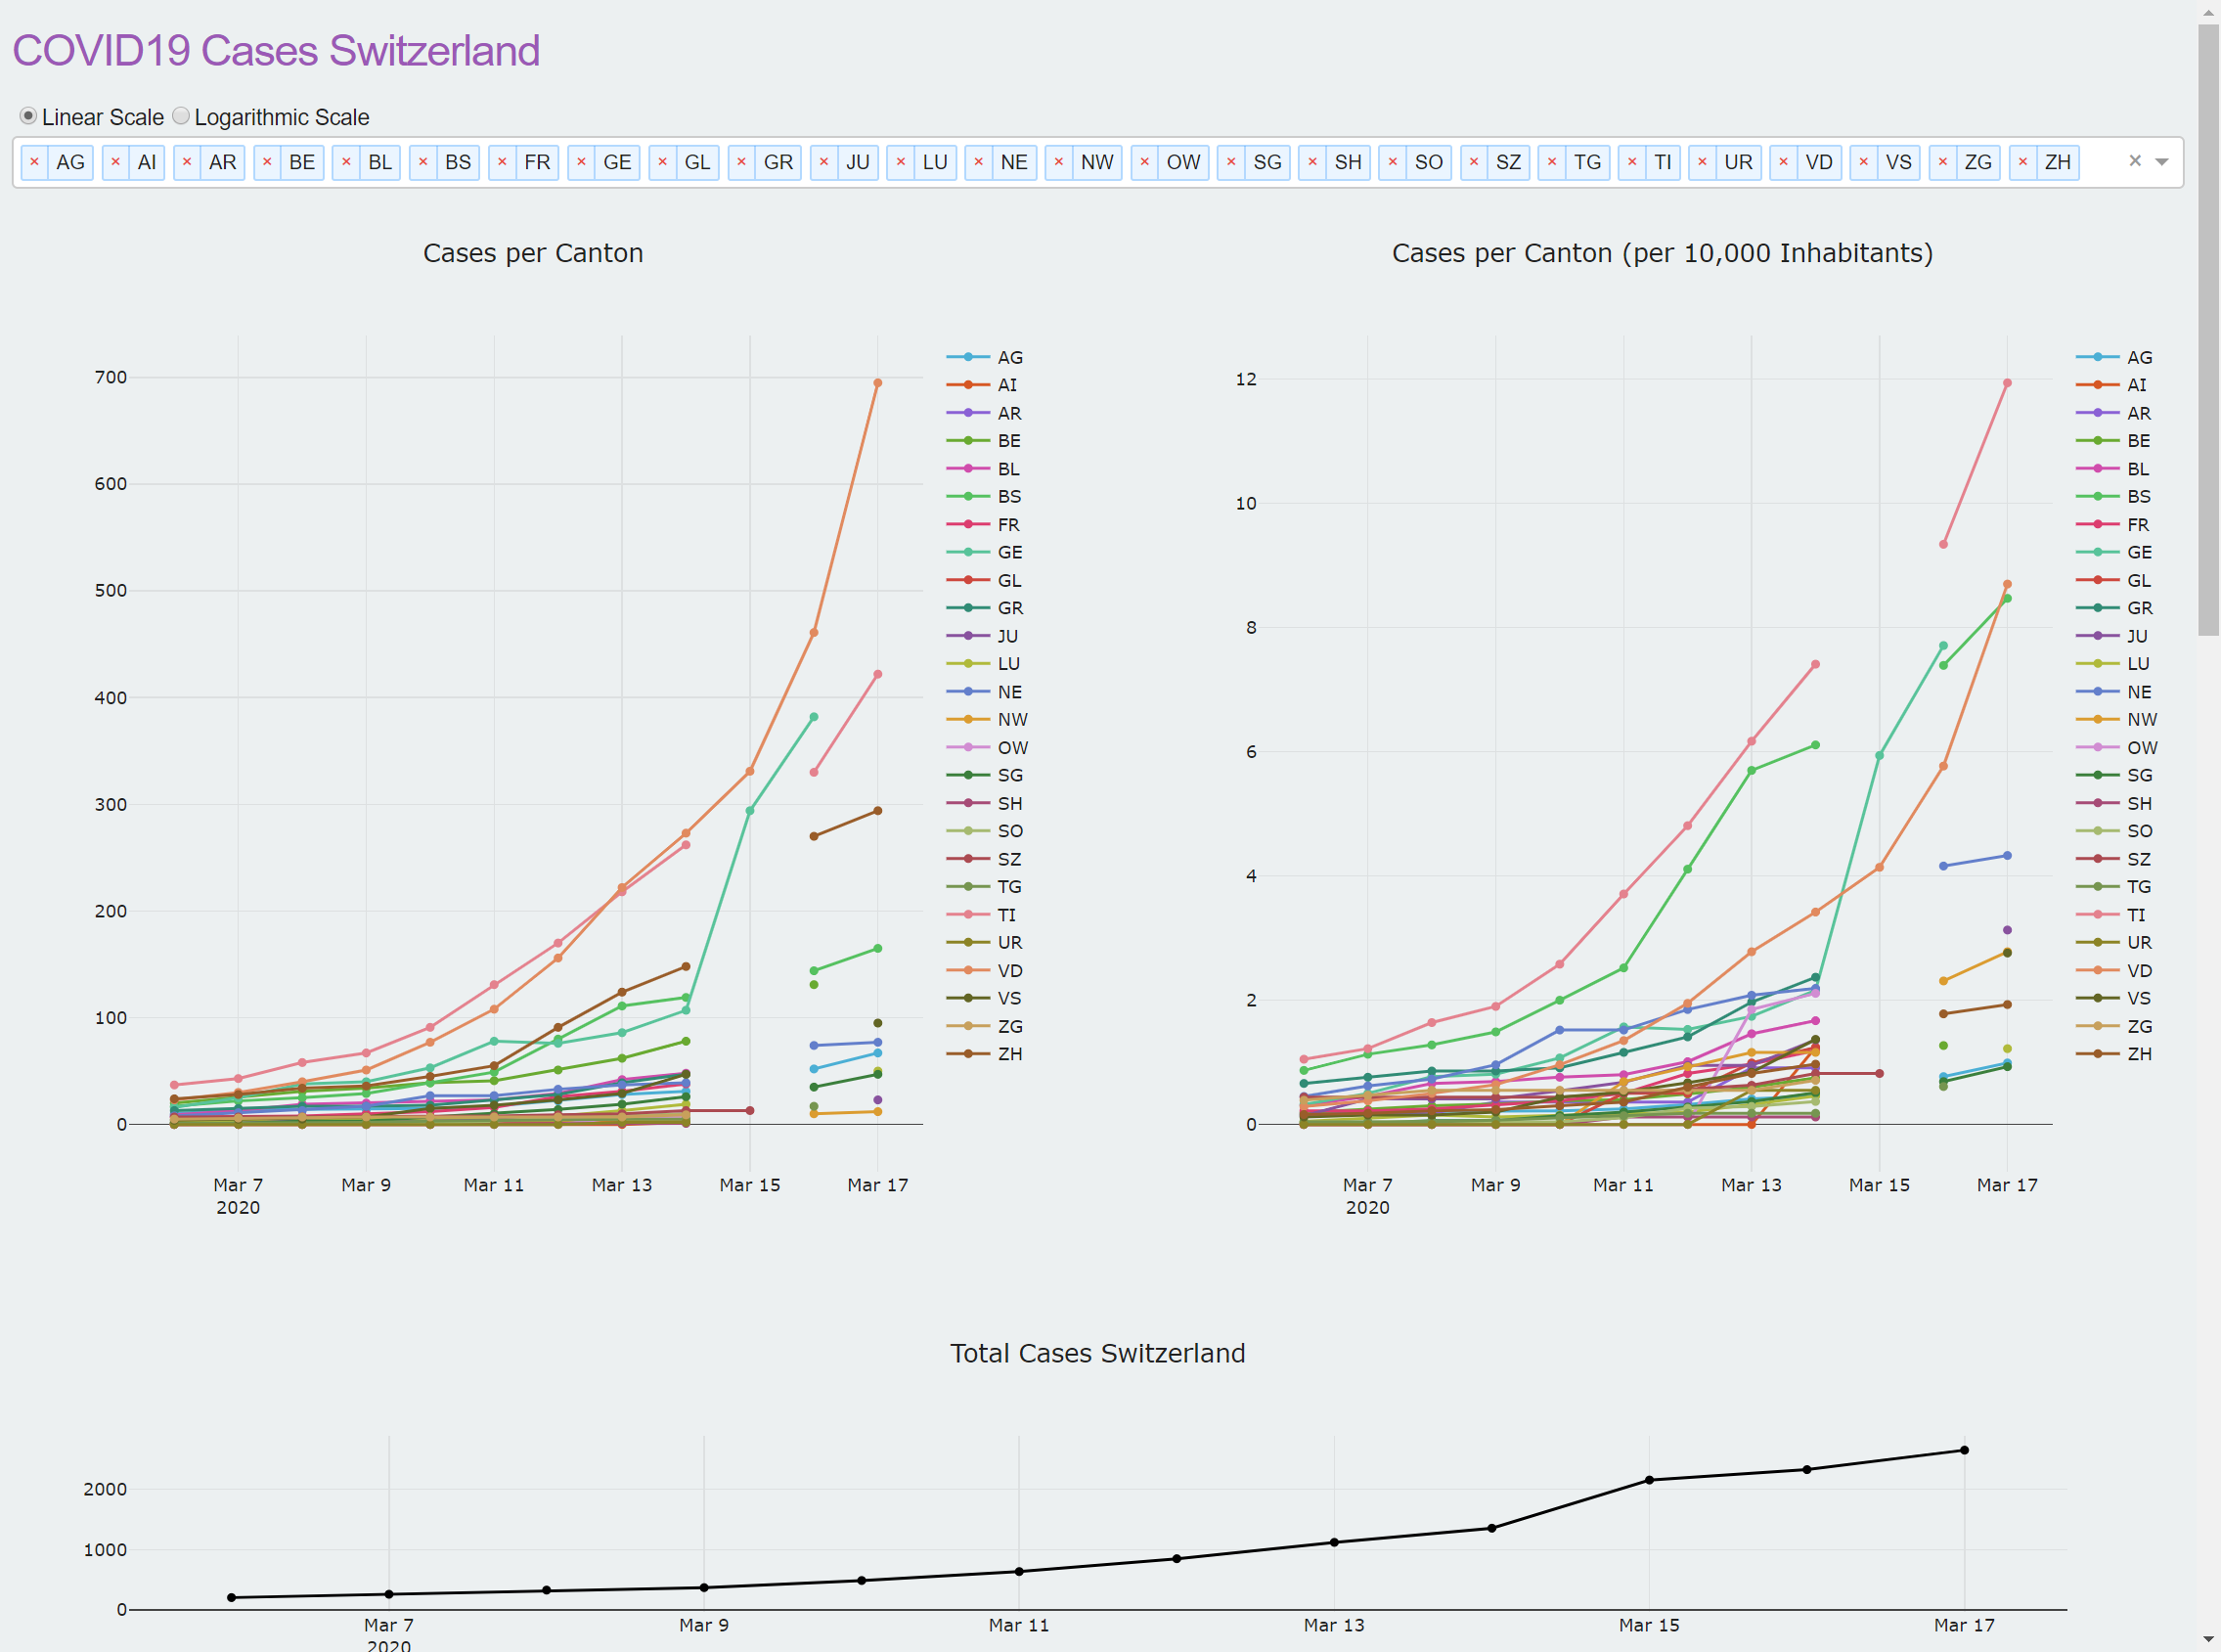 COVID19 Cases Switzerland
Linear Scale Logarithmic Scale
× AG × AI × AR × BE × BL × BS × FR × GE × GL × GR × JU × LU × NE × NW × OW × SG × SH × SO × SZ × TG × TI × UR × VD × VS × ZG × ZH ×
Cases per Canton
700
600
500
400
300
200
100
0
Mar 7 Mar 9 Mar 11 Mar 13 Mar 15 Mar 17
2020
AG
AI
AR
BE
BL
BS
FR
GE
GL
GR
JU
LU
NE
NW
OW
SG
SH
SO
SZ
TG
TI
UR
VD
VS
ZG
ZH
Cases per Canton (per 10,000 Inhabitants)
12
10
8
6
4
2
0
Mar 7 Mar 9 Mar 11 Mar 13 Mar 15 Mar 17
2020
AG
AI
AR
BE
BL
BS
FR
GE
GL
GR
JU
LU
NE
NW
OW
SG
SH
SO
SZ
TG
TI
UR
VD
VS
ZG
ZH
Total Cases Switzerland
2000
1000
0
Mar 7 Mar 9 Mar 11 Mar 13 Mar 15 Mar 17
2020